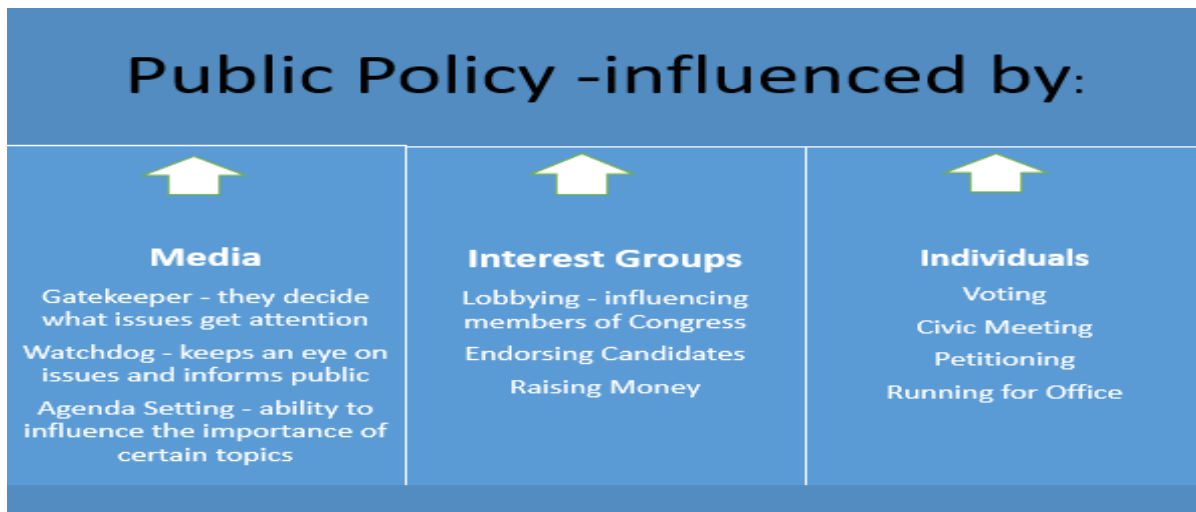 Public Policy -influenced by:
Media
Gatekeeper - they decide
what issues get attention
Watchdog - keeps an eye on
issues and informs public
Agenda Setting - ability to
influence the importance of
certain topics
Interest Groups
Lobbying - influencing
members of Congress
Endorsing Candidates
Raising Money
Individuals
Voting
Civic Meeting
Petitioning
Running for Office